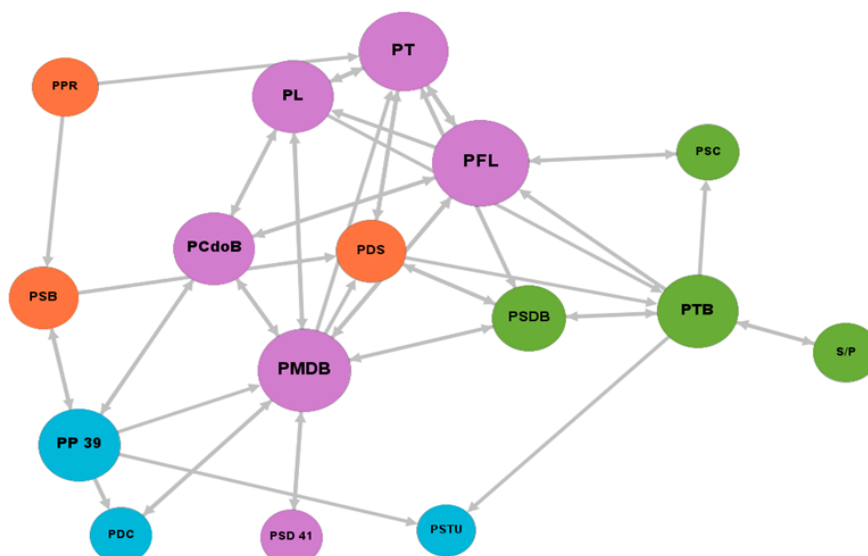 PT
PPR
PL
PSC
PFL
PCdoB
PDS
PSB
PSDB
PTB
S/P
PMDB
PP 39
PDC
PSD 41
PSTU